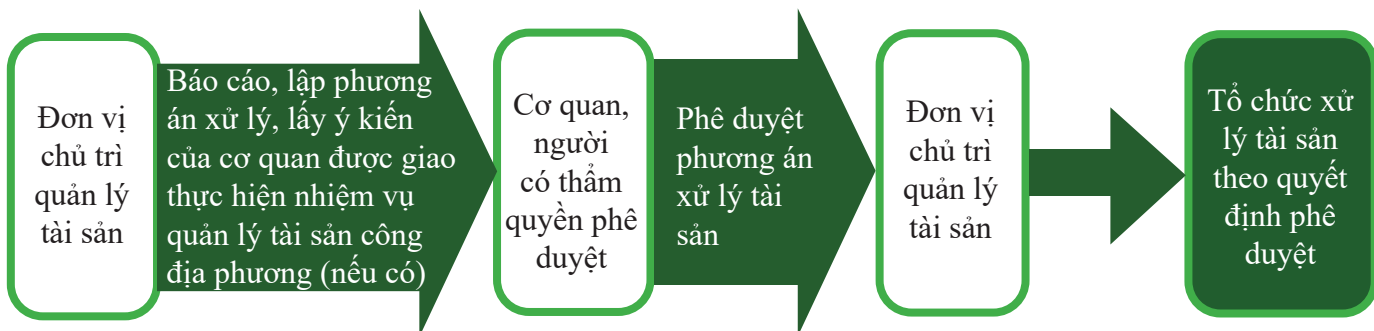 Đơn vị
chủ trì
quản lý
tài sản
Báo cáo, lập phương
án xử lý, lấy ý kiến
của cơ quan được giao
thực hiện nhiệm vụ
quản lý tài sản công
địa phương (nếu có)
Cơ quan,
người
có thẩm
quyền phê
duyệt
Phê duyệt
phương án
xử lý tài
sản
Đơn vị
chủ trì
quản lý
tài sản
Tổ chức xử
lý tài sản
theo quyết
định phê
duyệt